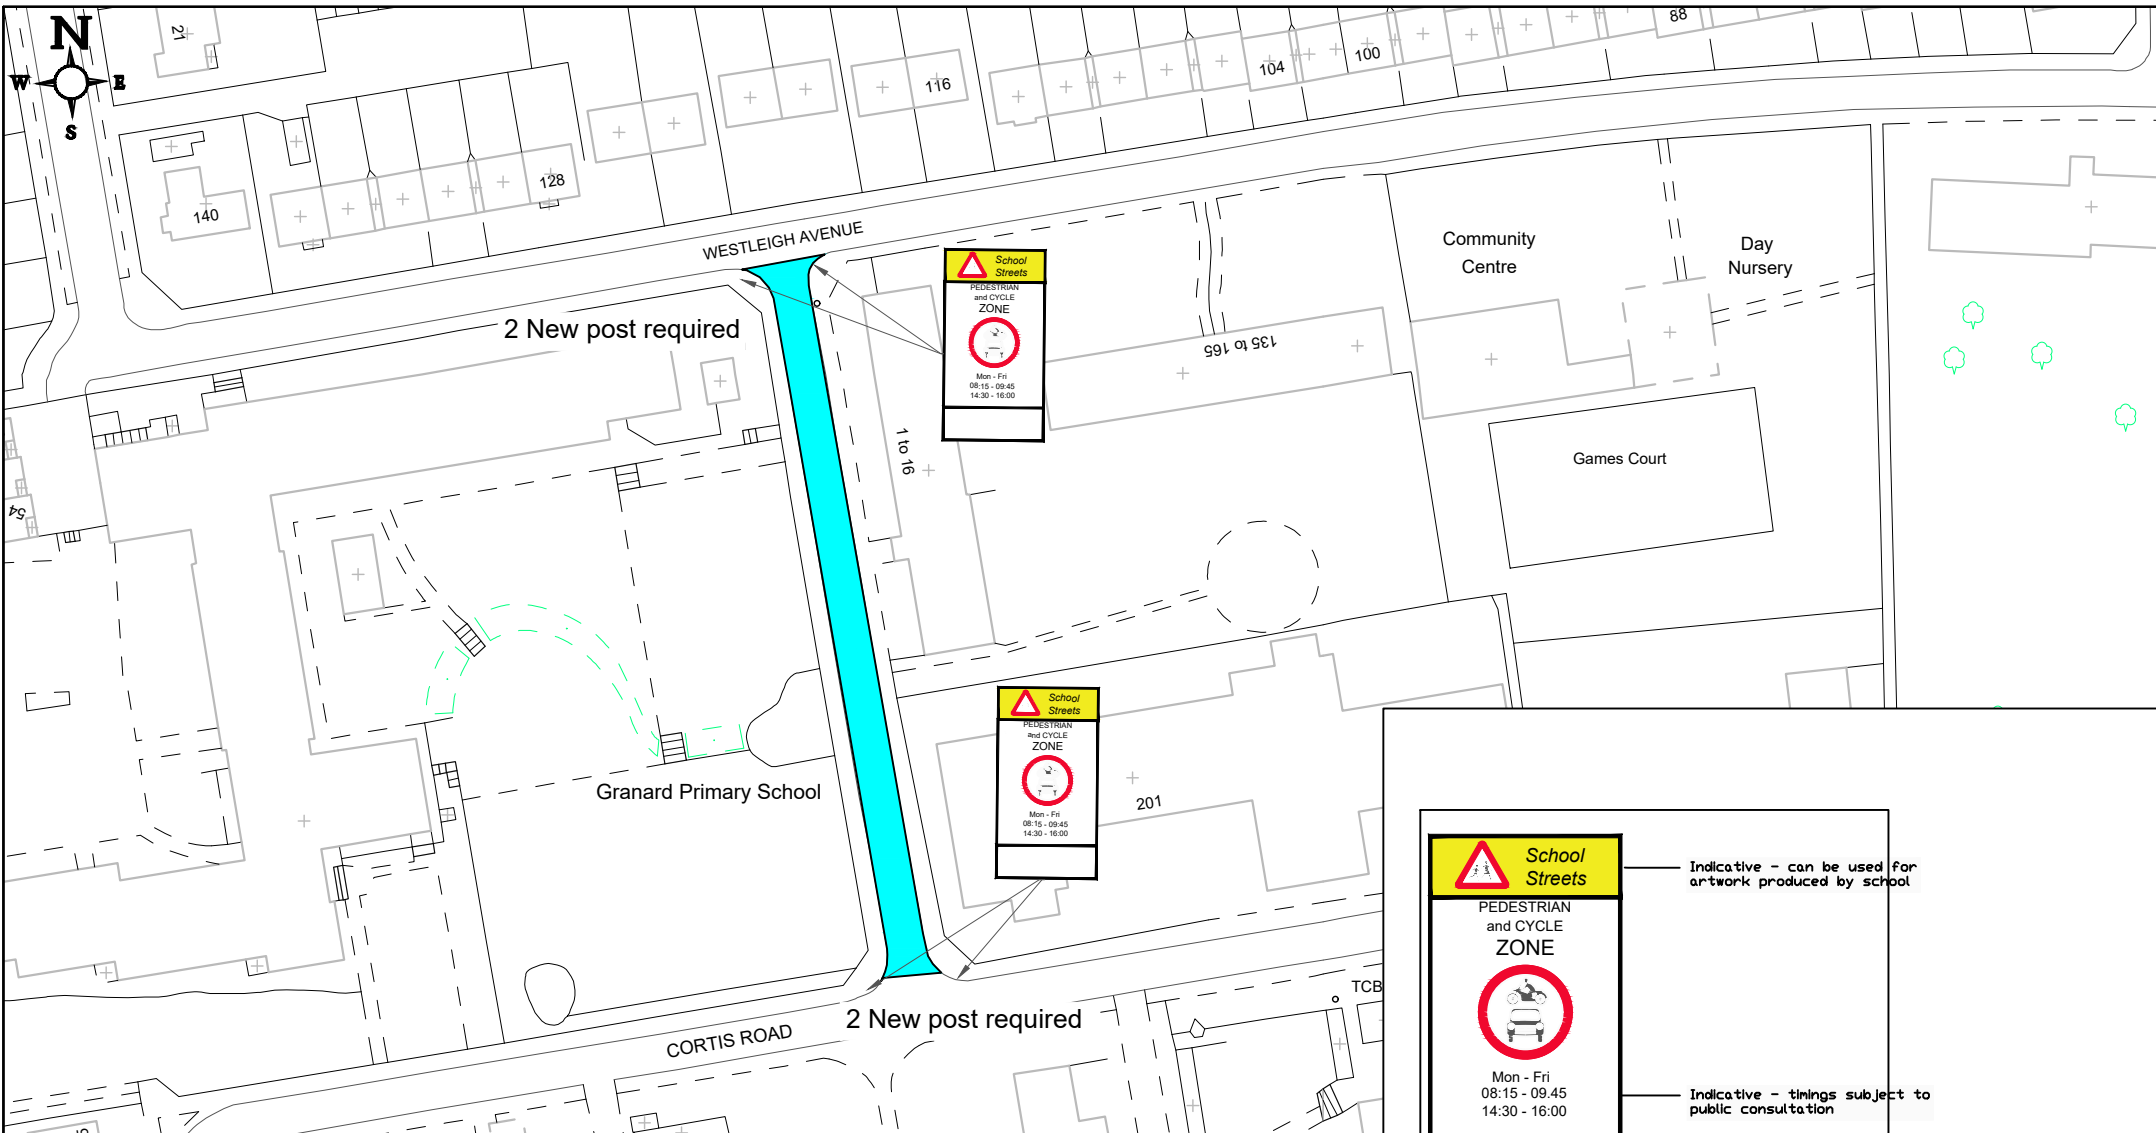 N
W
E
S
21
88
100
104
116
128
140
WESTLEIGH AVENUE
Community
Centre
Day
Nursery
School
Streets
PEDESTRIAN
and CYCLE
ZONE
Mon - Fri
08:15 - 09:45
14:30 - 16:00
2 New post required
135 to 165
1 to 16
Games Court
54
School
Streets
PEDESTRIAN
and CYCLE
ZONE
Mon - Fri
08:15 - 09:45
14:30 - 16:00
Granard Primary School
201
TCB
2 New post required
CORTIS ROAD
School
Streets
PEDESTRIAN
and CYCLE
ZONE
Mon - Fri
08:15 - 09.45
14:30 - 16:00
Indicative - can be used for
artwork produced by school
Indicative - timings subject to
public consultation